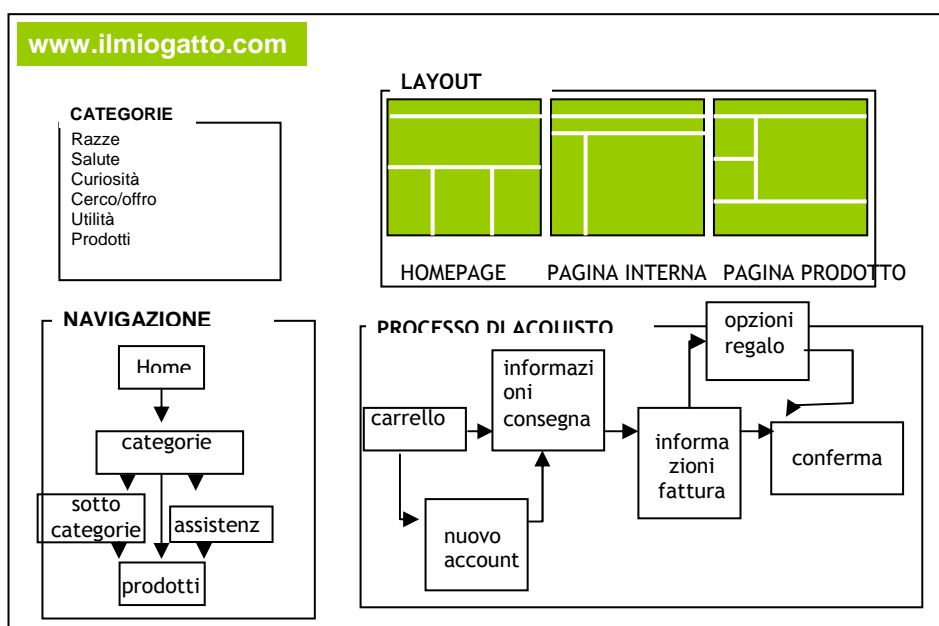 www.ilmiogatto.com
CATEGORIE
Razze
Salute
Curiosità
Cerco/offro
Utilità
Prodotti
LAYOUT
HOMEPAGE
PAGINA INTERNA
PAGINA PRODOTTO
NAVIGAZIONE
Home
categorie
sotto
categorie
assistenz
prodotti
PROCESSO DI ACQUISTO
carrello
informazi
oni
consegna
nuovo
account
informa
zioni
fattura
opzioni
regalo
conferma